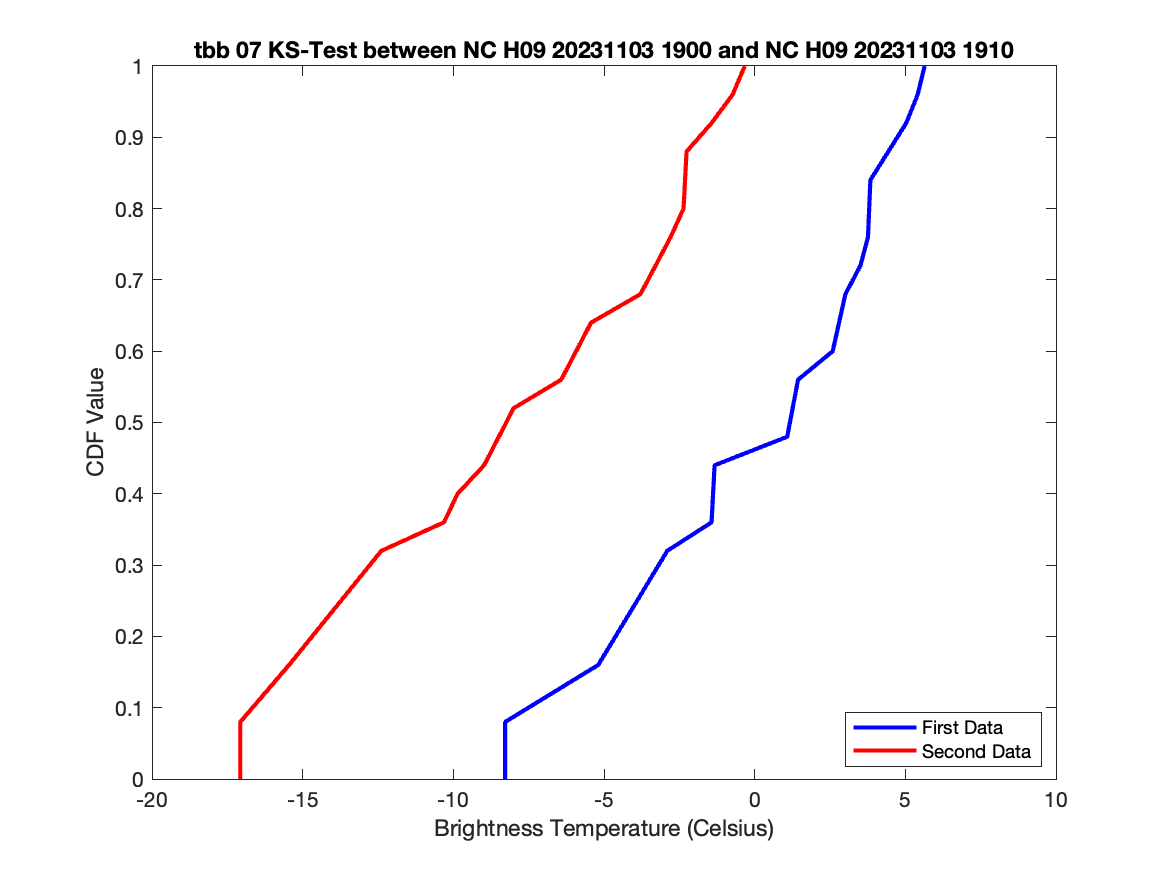 tbb 07 KS-Test between NC H09 20231103 1900 and NC H09 20231103 1910
1
0.9
0.8
0.7
0.6
0.5
0.4
0.3
0.2
0.1
0
CDF Value
First Data
Second Data
-20 -15 -10 -5 0 5 10
Brightness Temperature (Celsius)